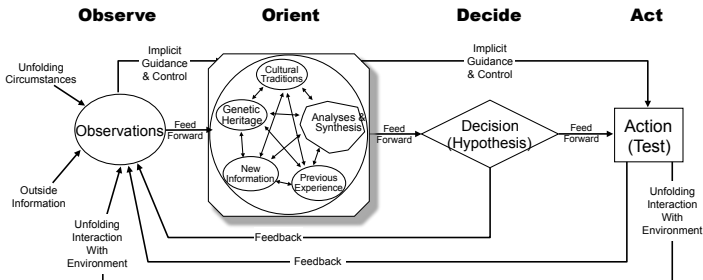 Observe
Orient
Decide
Act
Unfolding
Circumstances
Implicit
Guidance
& Control
Cultural
Traditions
Genetic
Heritage
Analyses &
Synthesis
New
Information
Previous
Experience
Implicit
Guidance
& Control
Observations
Feed
Forward
Feed
Forward
Decision
(Hypothesis)
Feed
Forward
Action
(Test)
Outside
Information
Unfolding
Interaction
With
Environment
Feedback
Feedback
Unfolding
Interaction
With
Environment